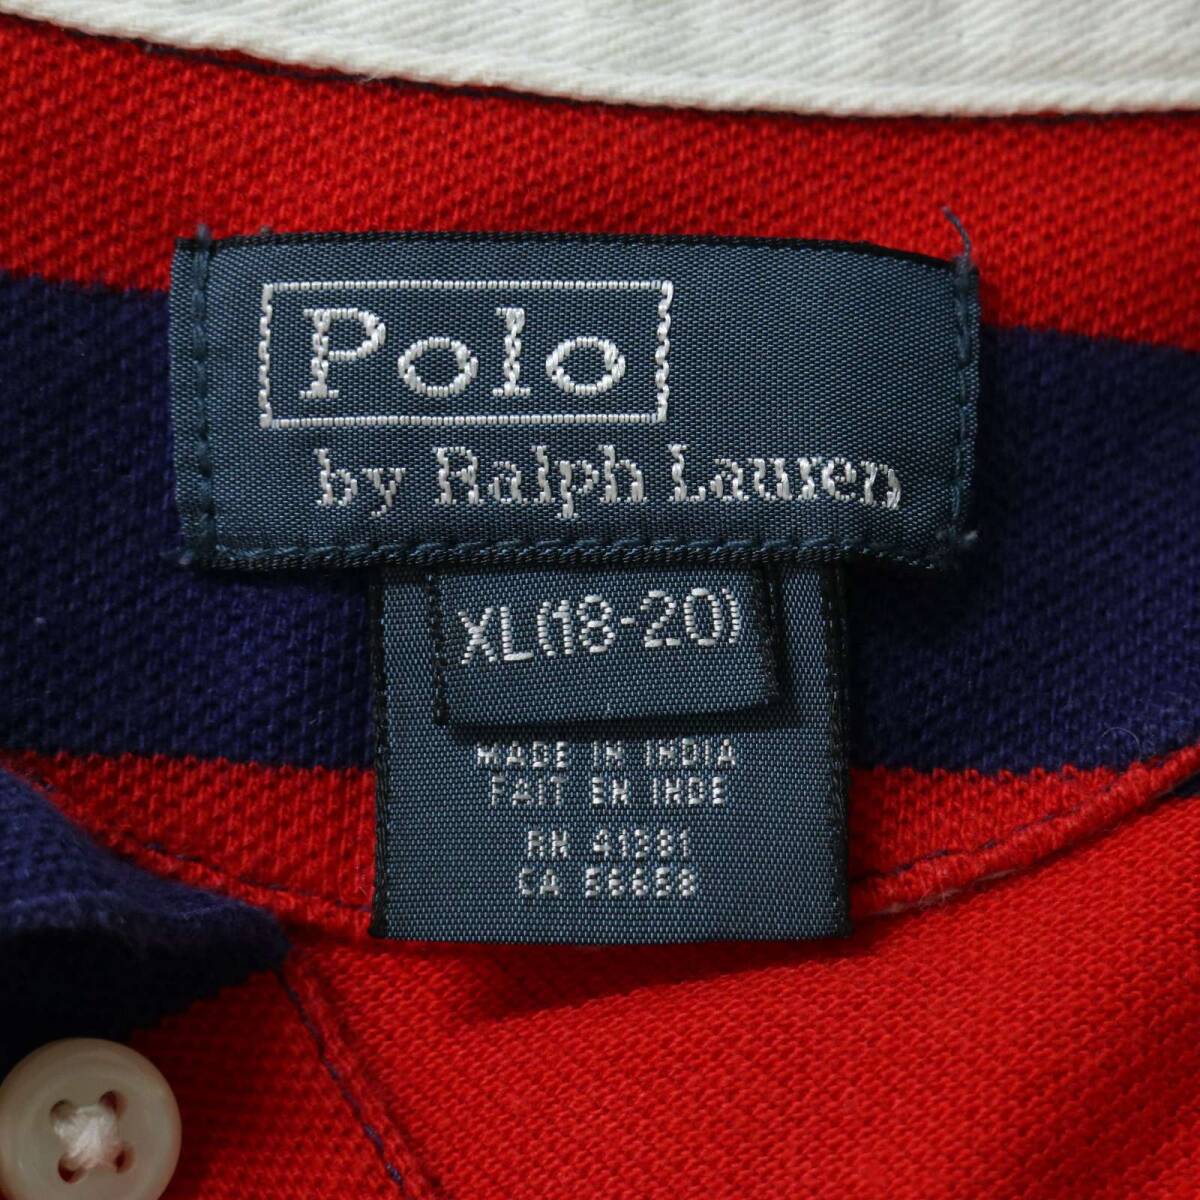 Polo
by Ralph Lauren
XL(18-20)
MADE IN INDIA
FAIT EN INDE
RN 41381
CA 56658